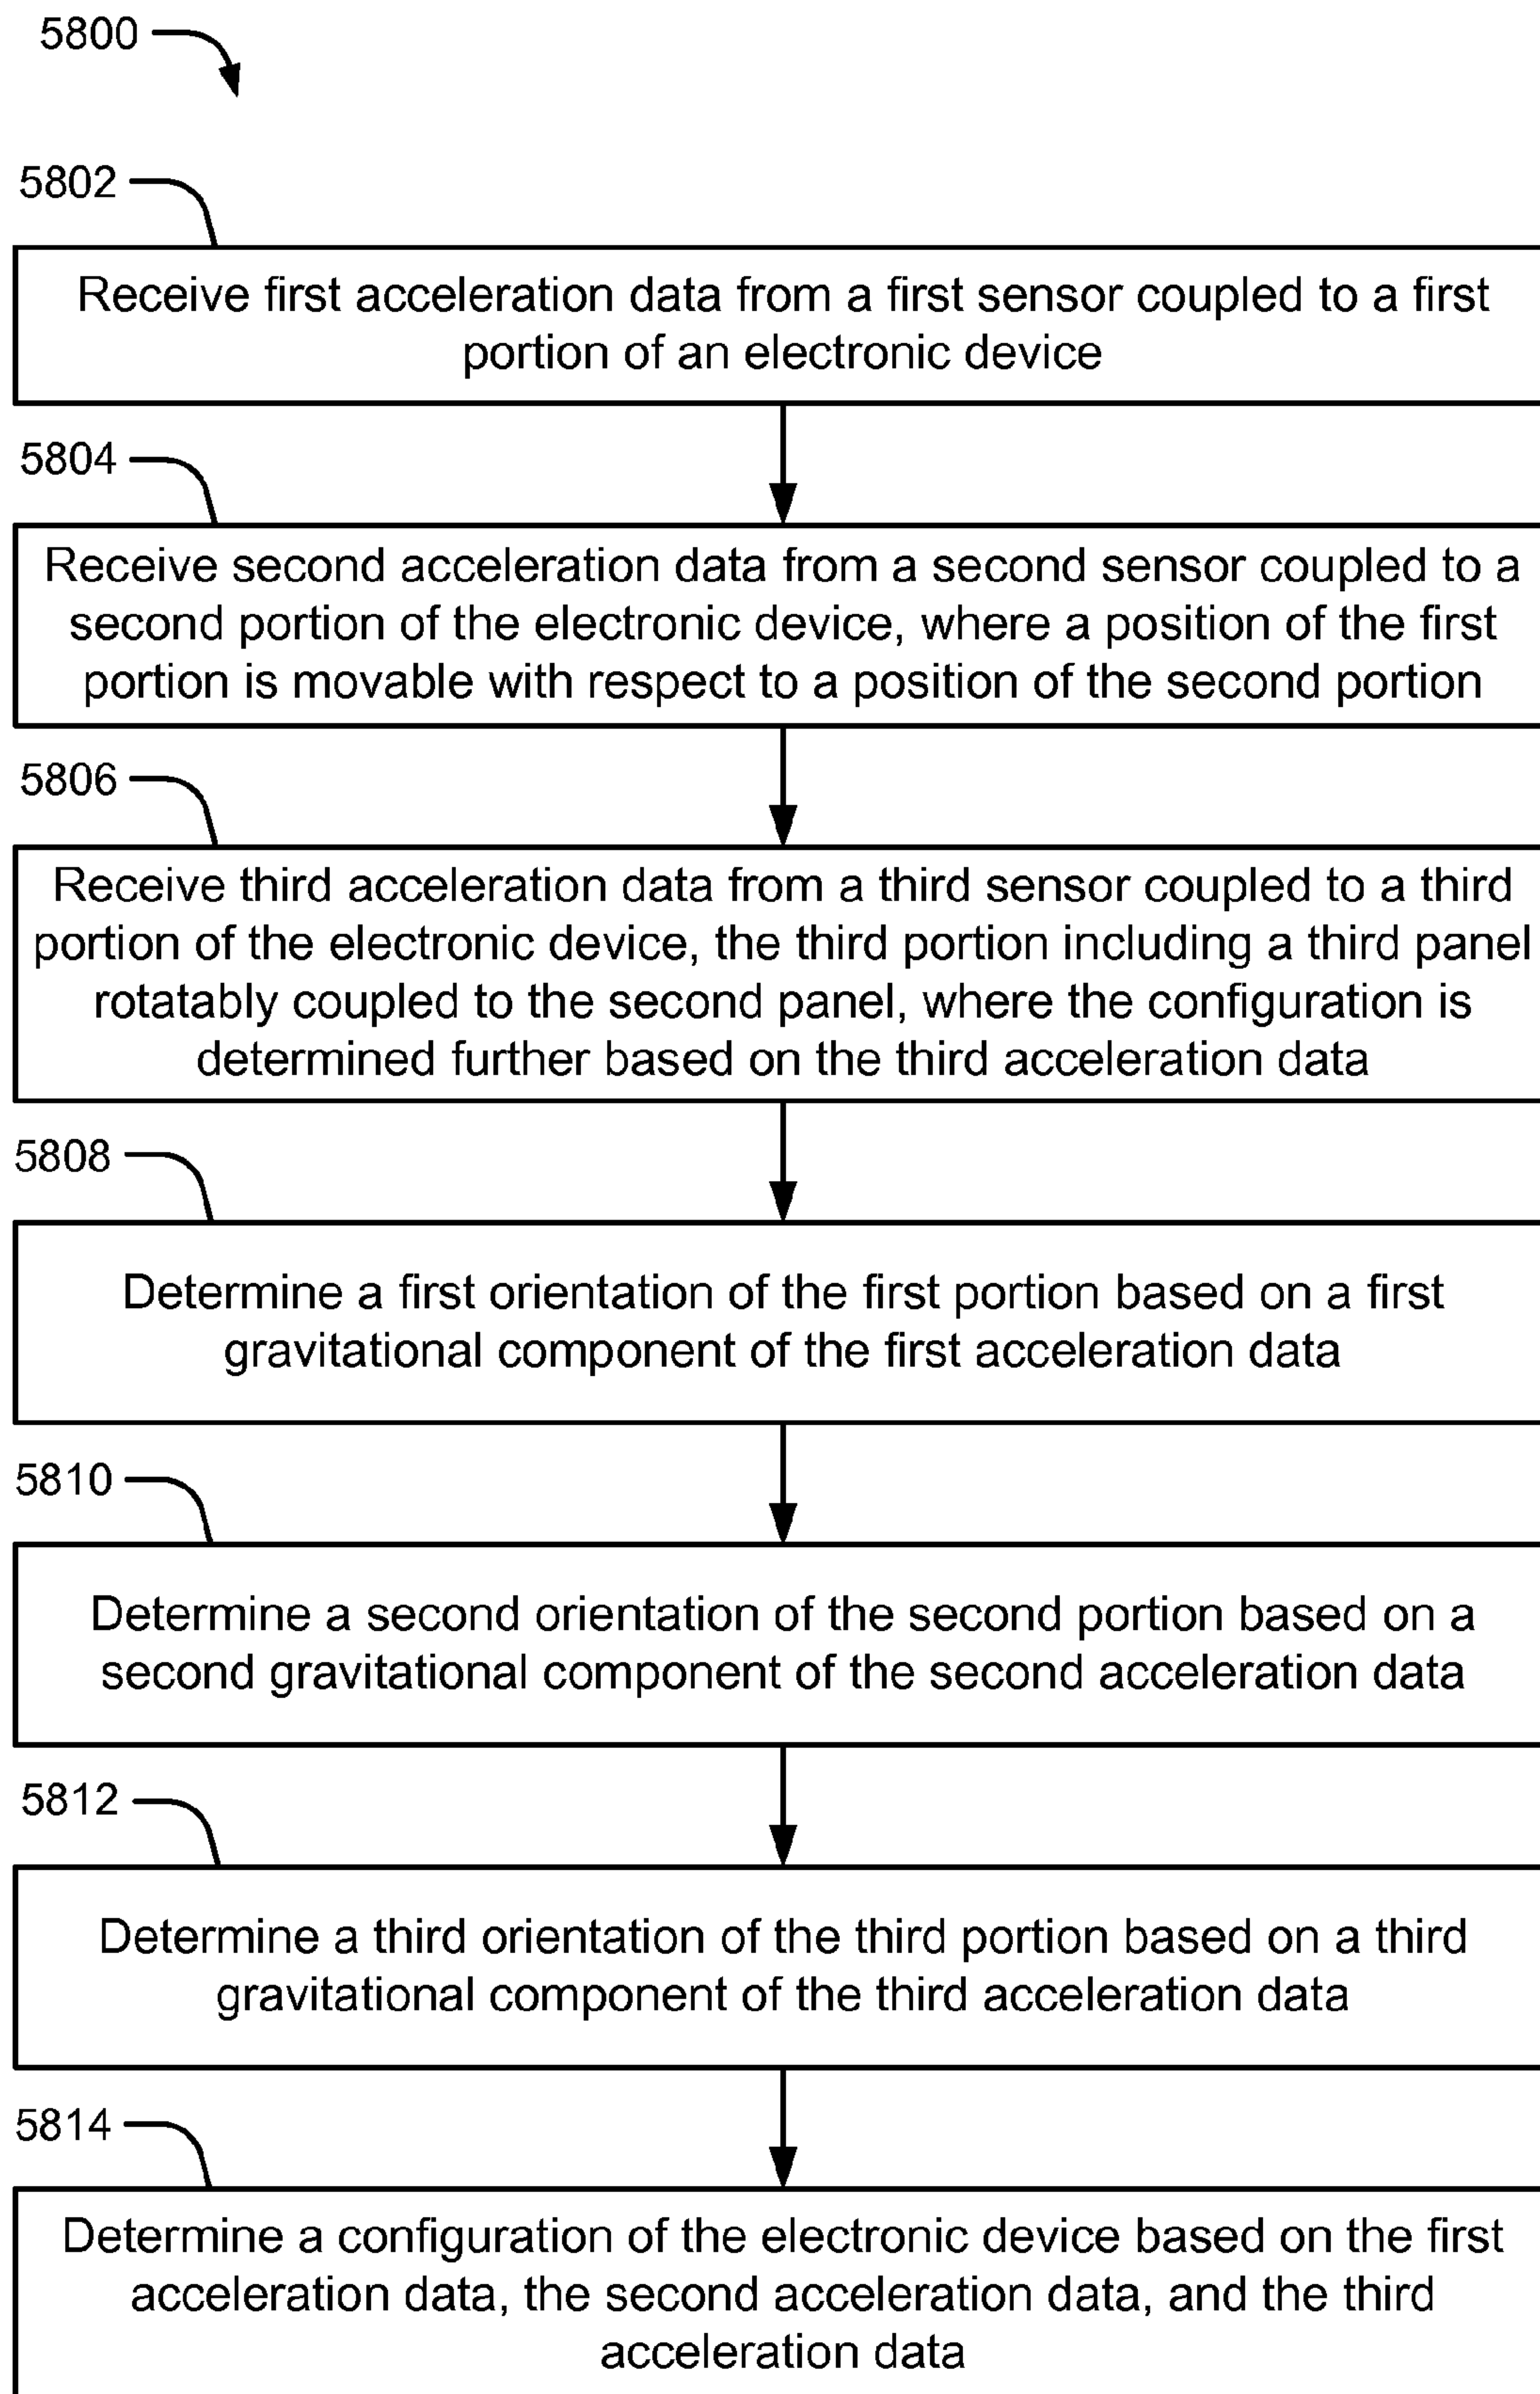 5800
5802
Receive first acceleration data from a first sensor coupled to a first
portion of an electronic device
5804
Receive second acceleration data from a second sensor coupled to a
second portion of the electronic device, where a position of the first
portion is movable with respect to a position of the second portion
5806
Receive third acceleration data from a third sensor coupled to a third
portion of the electronic device, the third portion including a third panel
rotatably coupled to the second panel, where the configuration is
determined further based on the third acceleration data
5808
Determine a first orientation of the first portion based on a first
gravitational component of the first acceleration data
5810
Determine a second orientation of the second portion based on a
second gravitational component of the second acceleration data
5812
Determine a third orientation of the third portion based on a third
gravitational component of the third acceleration data
5814
Determine a configuration of the electronic device based on the first
acceleration data, the second acceleration data, and the third
acceleration data